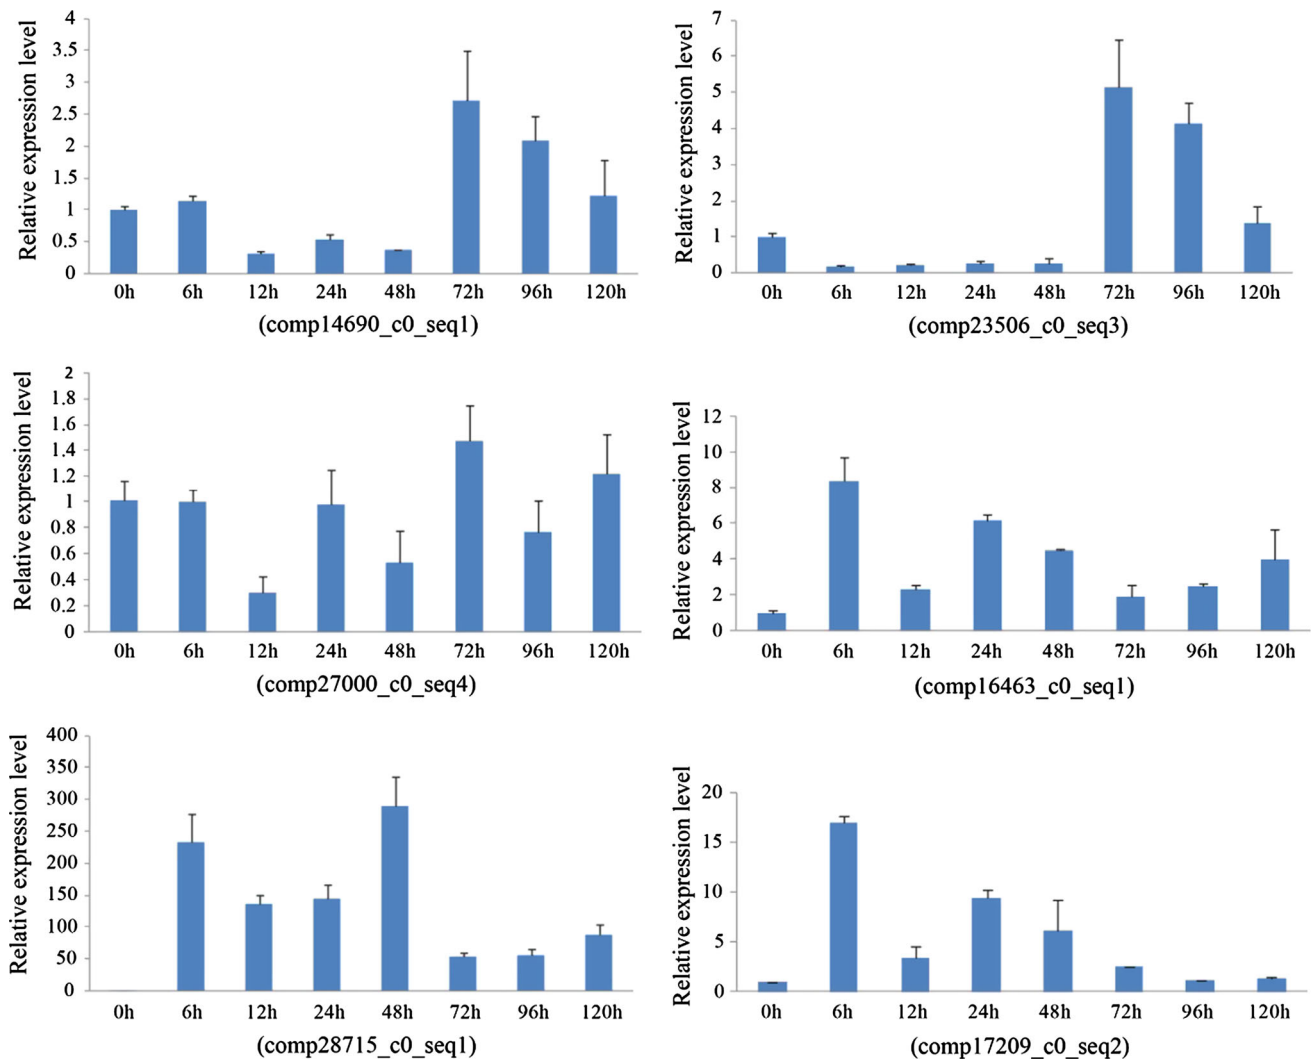 Relative expression level
4
3.5
3
2.5
2
1.5
1
0.5
0
0h 6h 12h 24h 48h 72h 96h 120h
(comp14690_c0_seq1)
Relative expression level
7
6
5
4
3
2
1
0
0h 6h 12h 24h 48h 72h 96h 120h
(comp23506_c0_seq3)
Relative expression level
2
1.8
1.6
1.4
1.2
1
0.8
0.6
0.4
0.2
0
0h 6h 12h 24h 48h 72h 96h 120h
(comp27000_c0_seq4)
Relative expression level
12
10
8
6
4
2
0
0h 6h 12h 24h 48h 72h 96h 120h
(comp16463_c0_seq1)
Relative expression level
400
350
300
250
200
150
100
50
0
0h 6h 12h 24h 48h 72h 96h 120h
(comp28715_c0_seq1)
Relative expression level
20
15
10
5
0
0h 6h 12h 24h 48h 72h 96h 120h
(comp17209_c0_seq2)